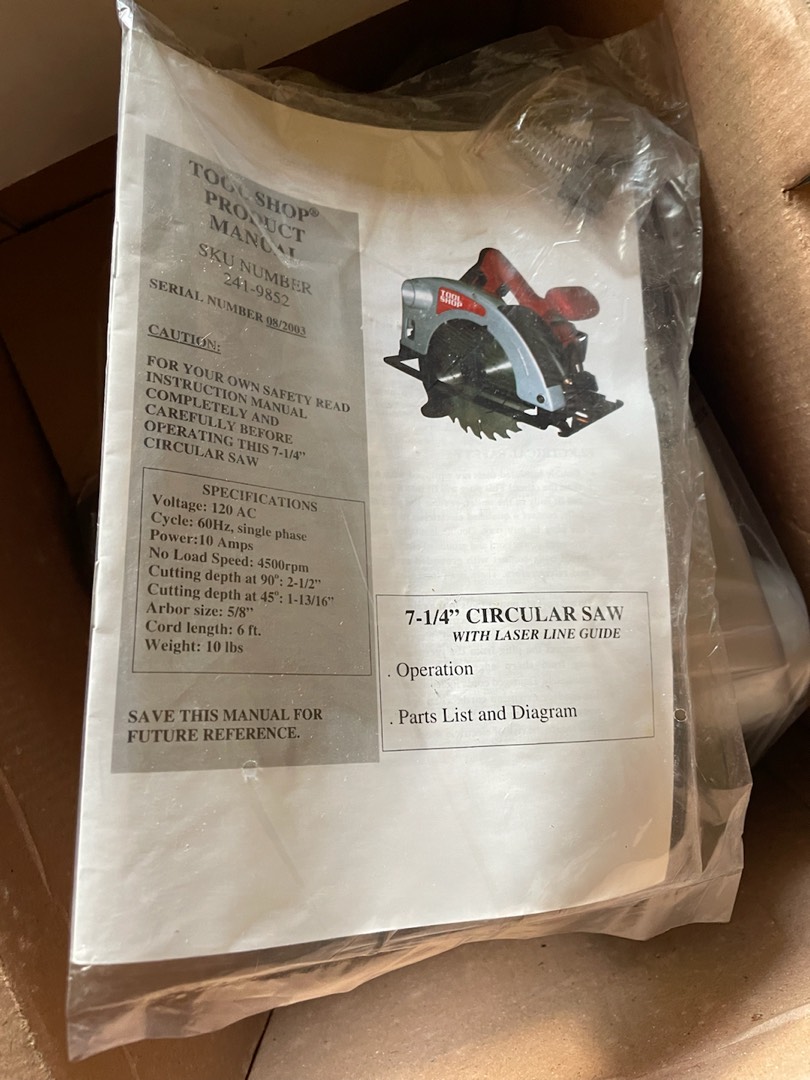 TOOL SHOP®
PRODUCT
MANUAL
SKU NUMBER
241-9852
SERIAL NUMBER 08/2003
CAUTION:
FOR YOUR OWN SAFETY READ
INSTRUCTION MANUAL
COMPLETELY AND
CAREFULLY BEFORE
OPERATING THIS 7-1/4”
CIRCULAR SAW
SPECIFICATIONS
Voltage: 120 AC
Cycle: 60Hz, single phase
Power:10 Amps
No Load Speed: 4500rpm
Cutting depth at 90º: 2-1/2”
Cutting depth at 45º: 1-13/16”
Arbor size: 5/8”
Cord length: 6 ft.
Weight: 10 lbs
SAVE THIS MANUAL FOR
FUTURE REFERENCE.
TOOL
SHOP
7-1/4” CIRCULAR SAW
WITH LASER LINE GUIDE
. Operation
. Parts List and Diagram